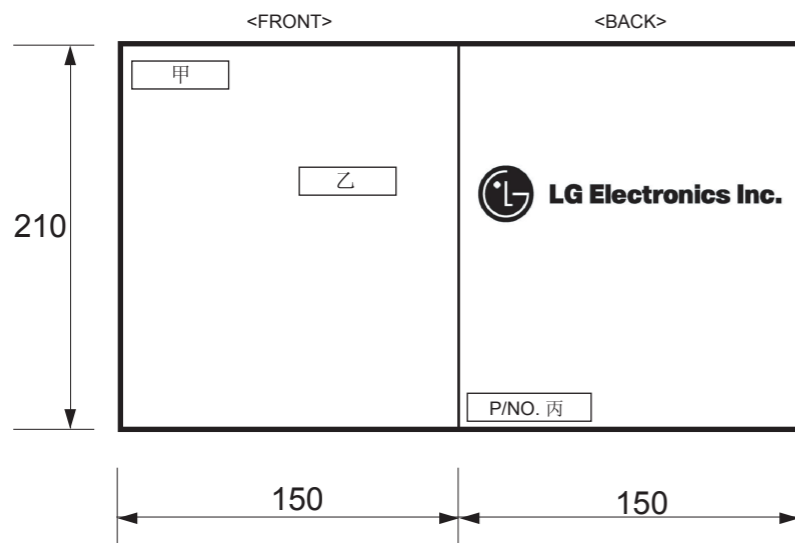 <FRONT>
<BACK>
甲
乙
LG Electronics Inc.
210
P/NO. 丙
150
150